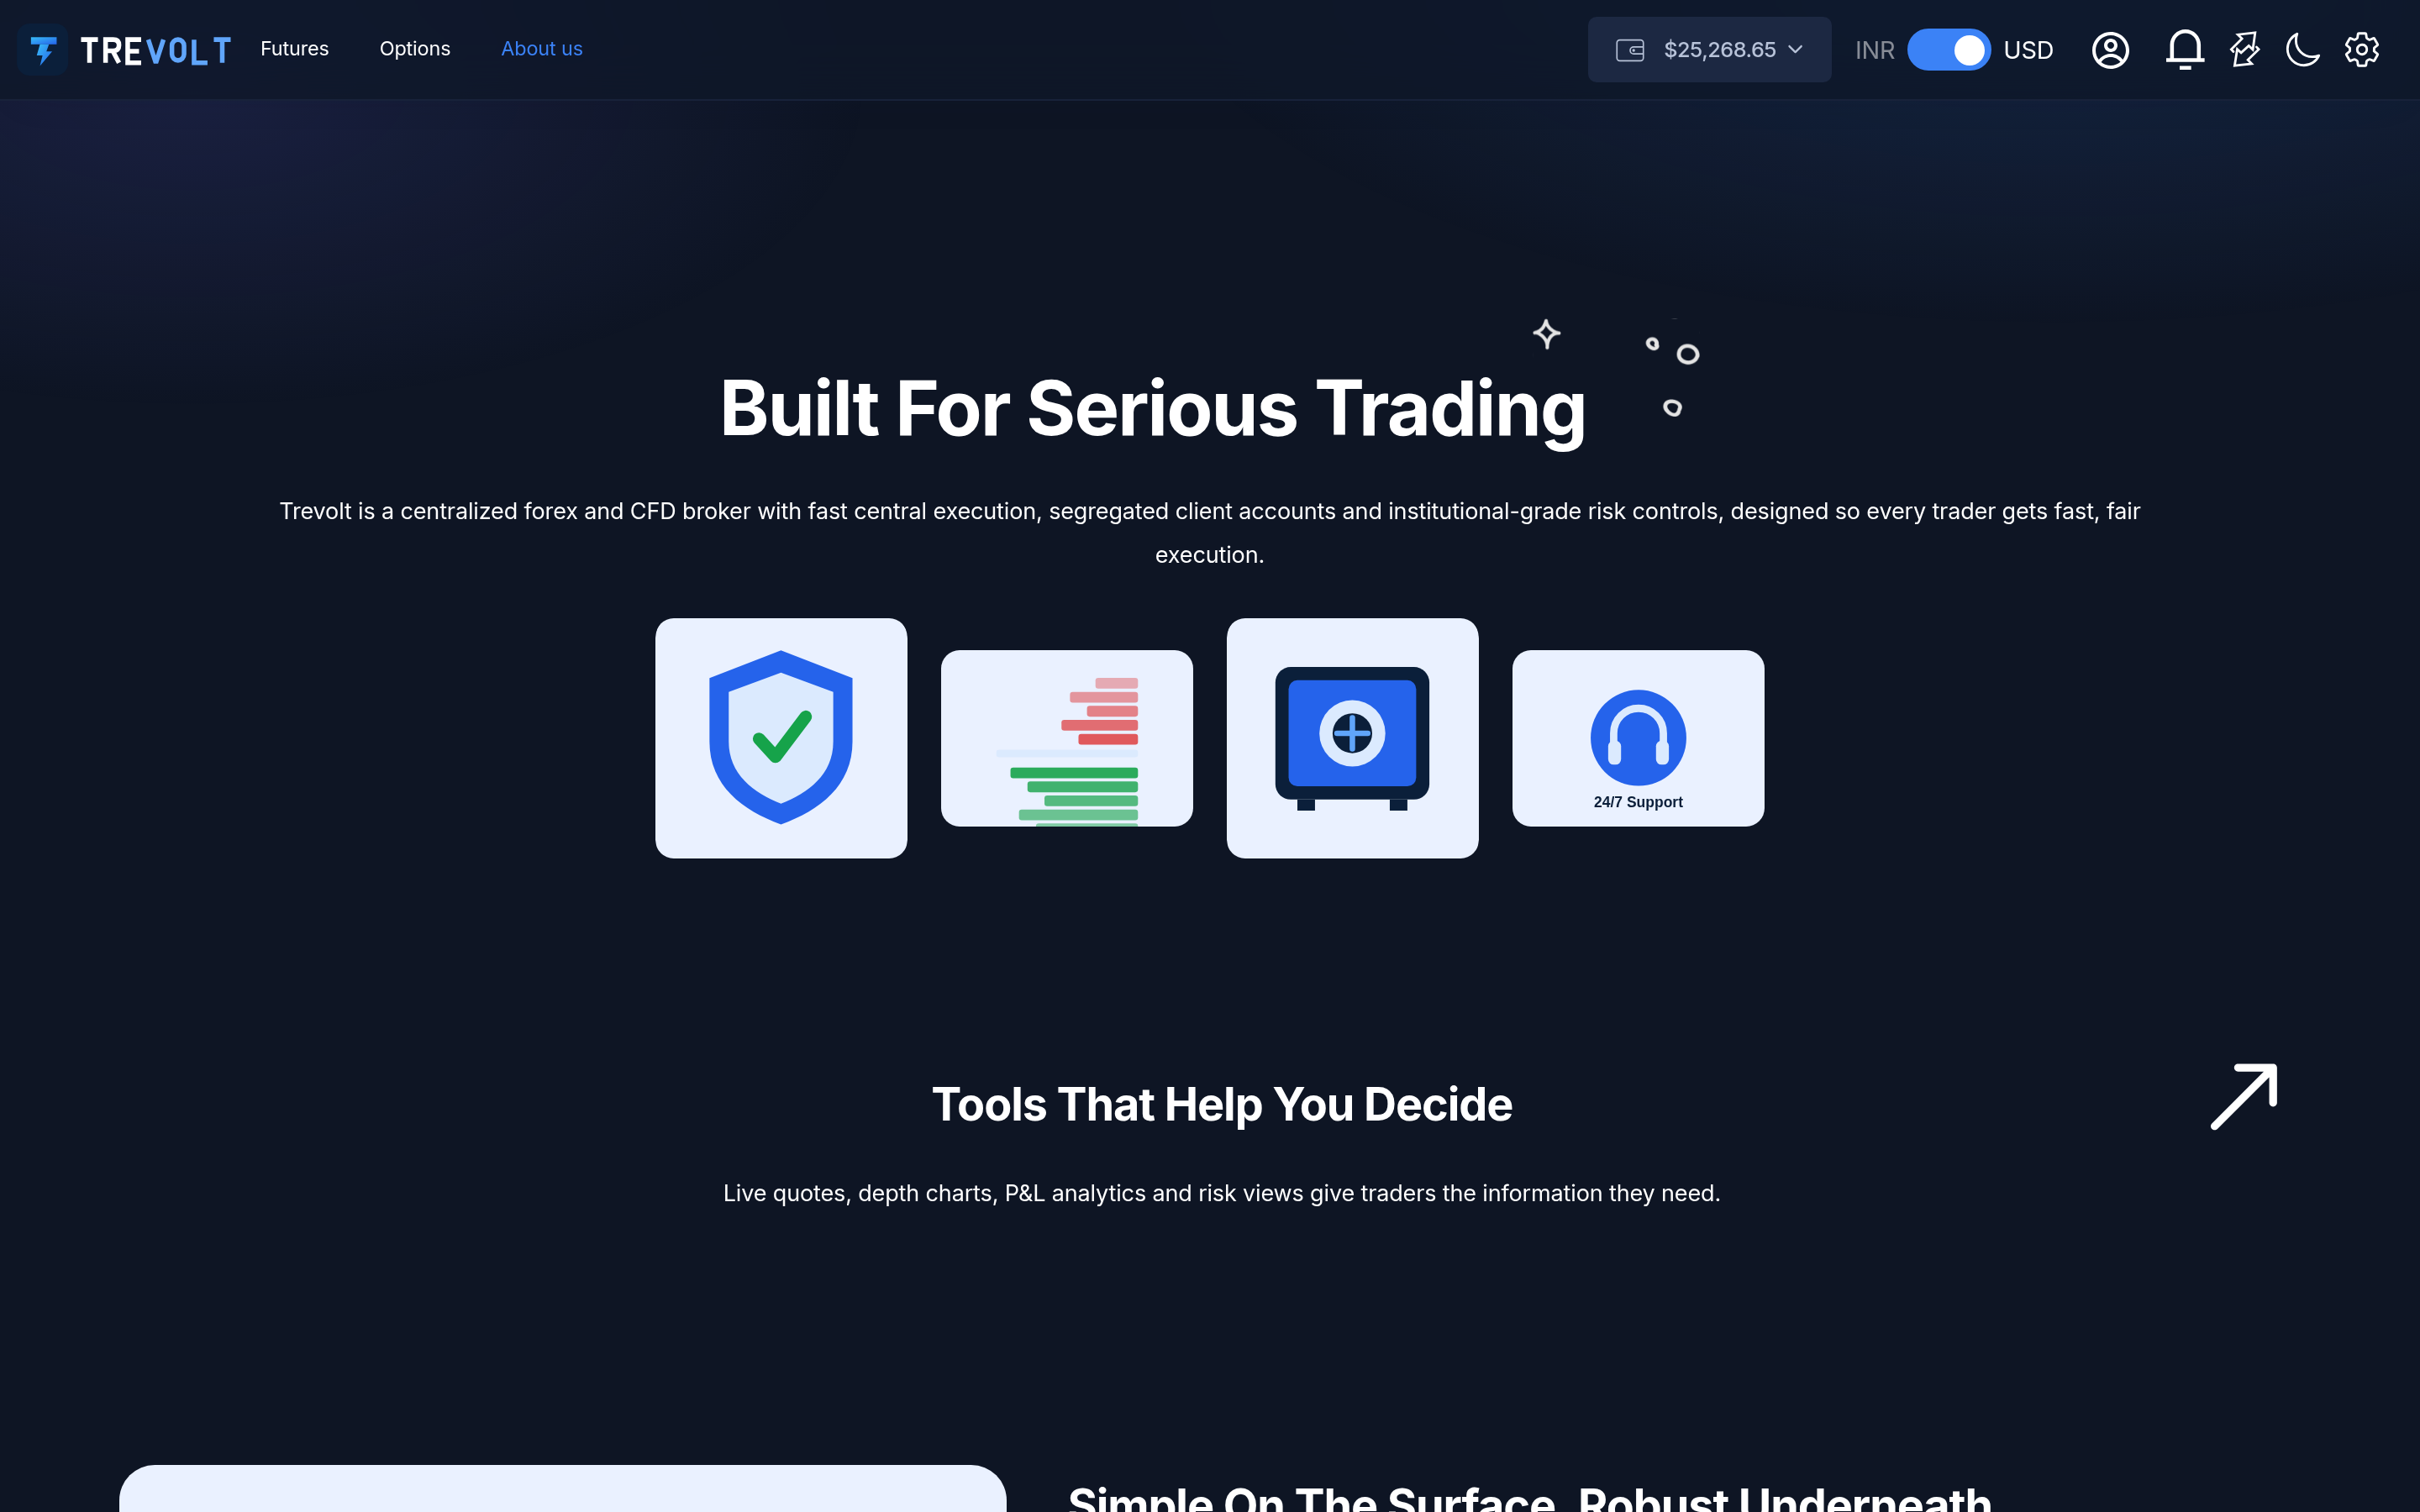 TREVOLT Futures Options About us $25,268.65 INR USD
Built For Serious Trading
Trevolt is a centralized forex and CFD broker with fast central execution, segregated client accounts and institutional-grade risk controls, designed so every trader gets fast, fair
execution.
24/7 Support
Tools That Help You Decide
Live quotes, depth charts, P&L analytics and risk views give traders the information they need.
Simple On The Surface, Robust Underneath